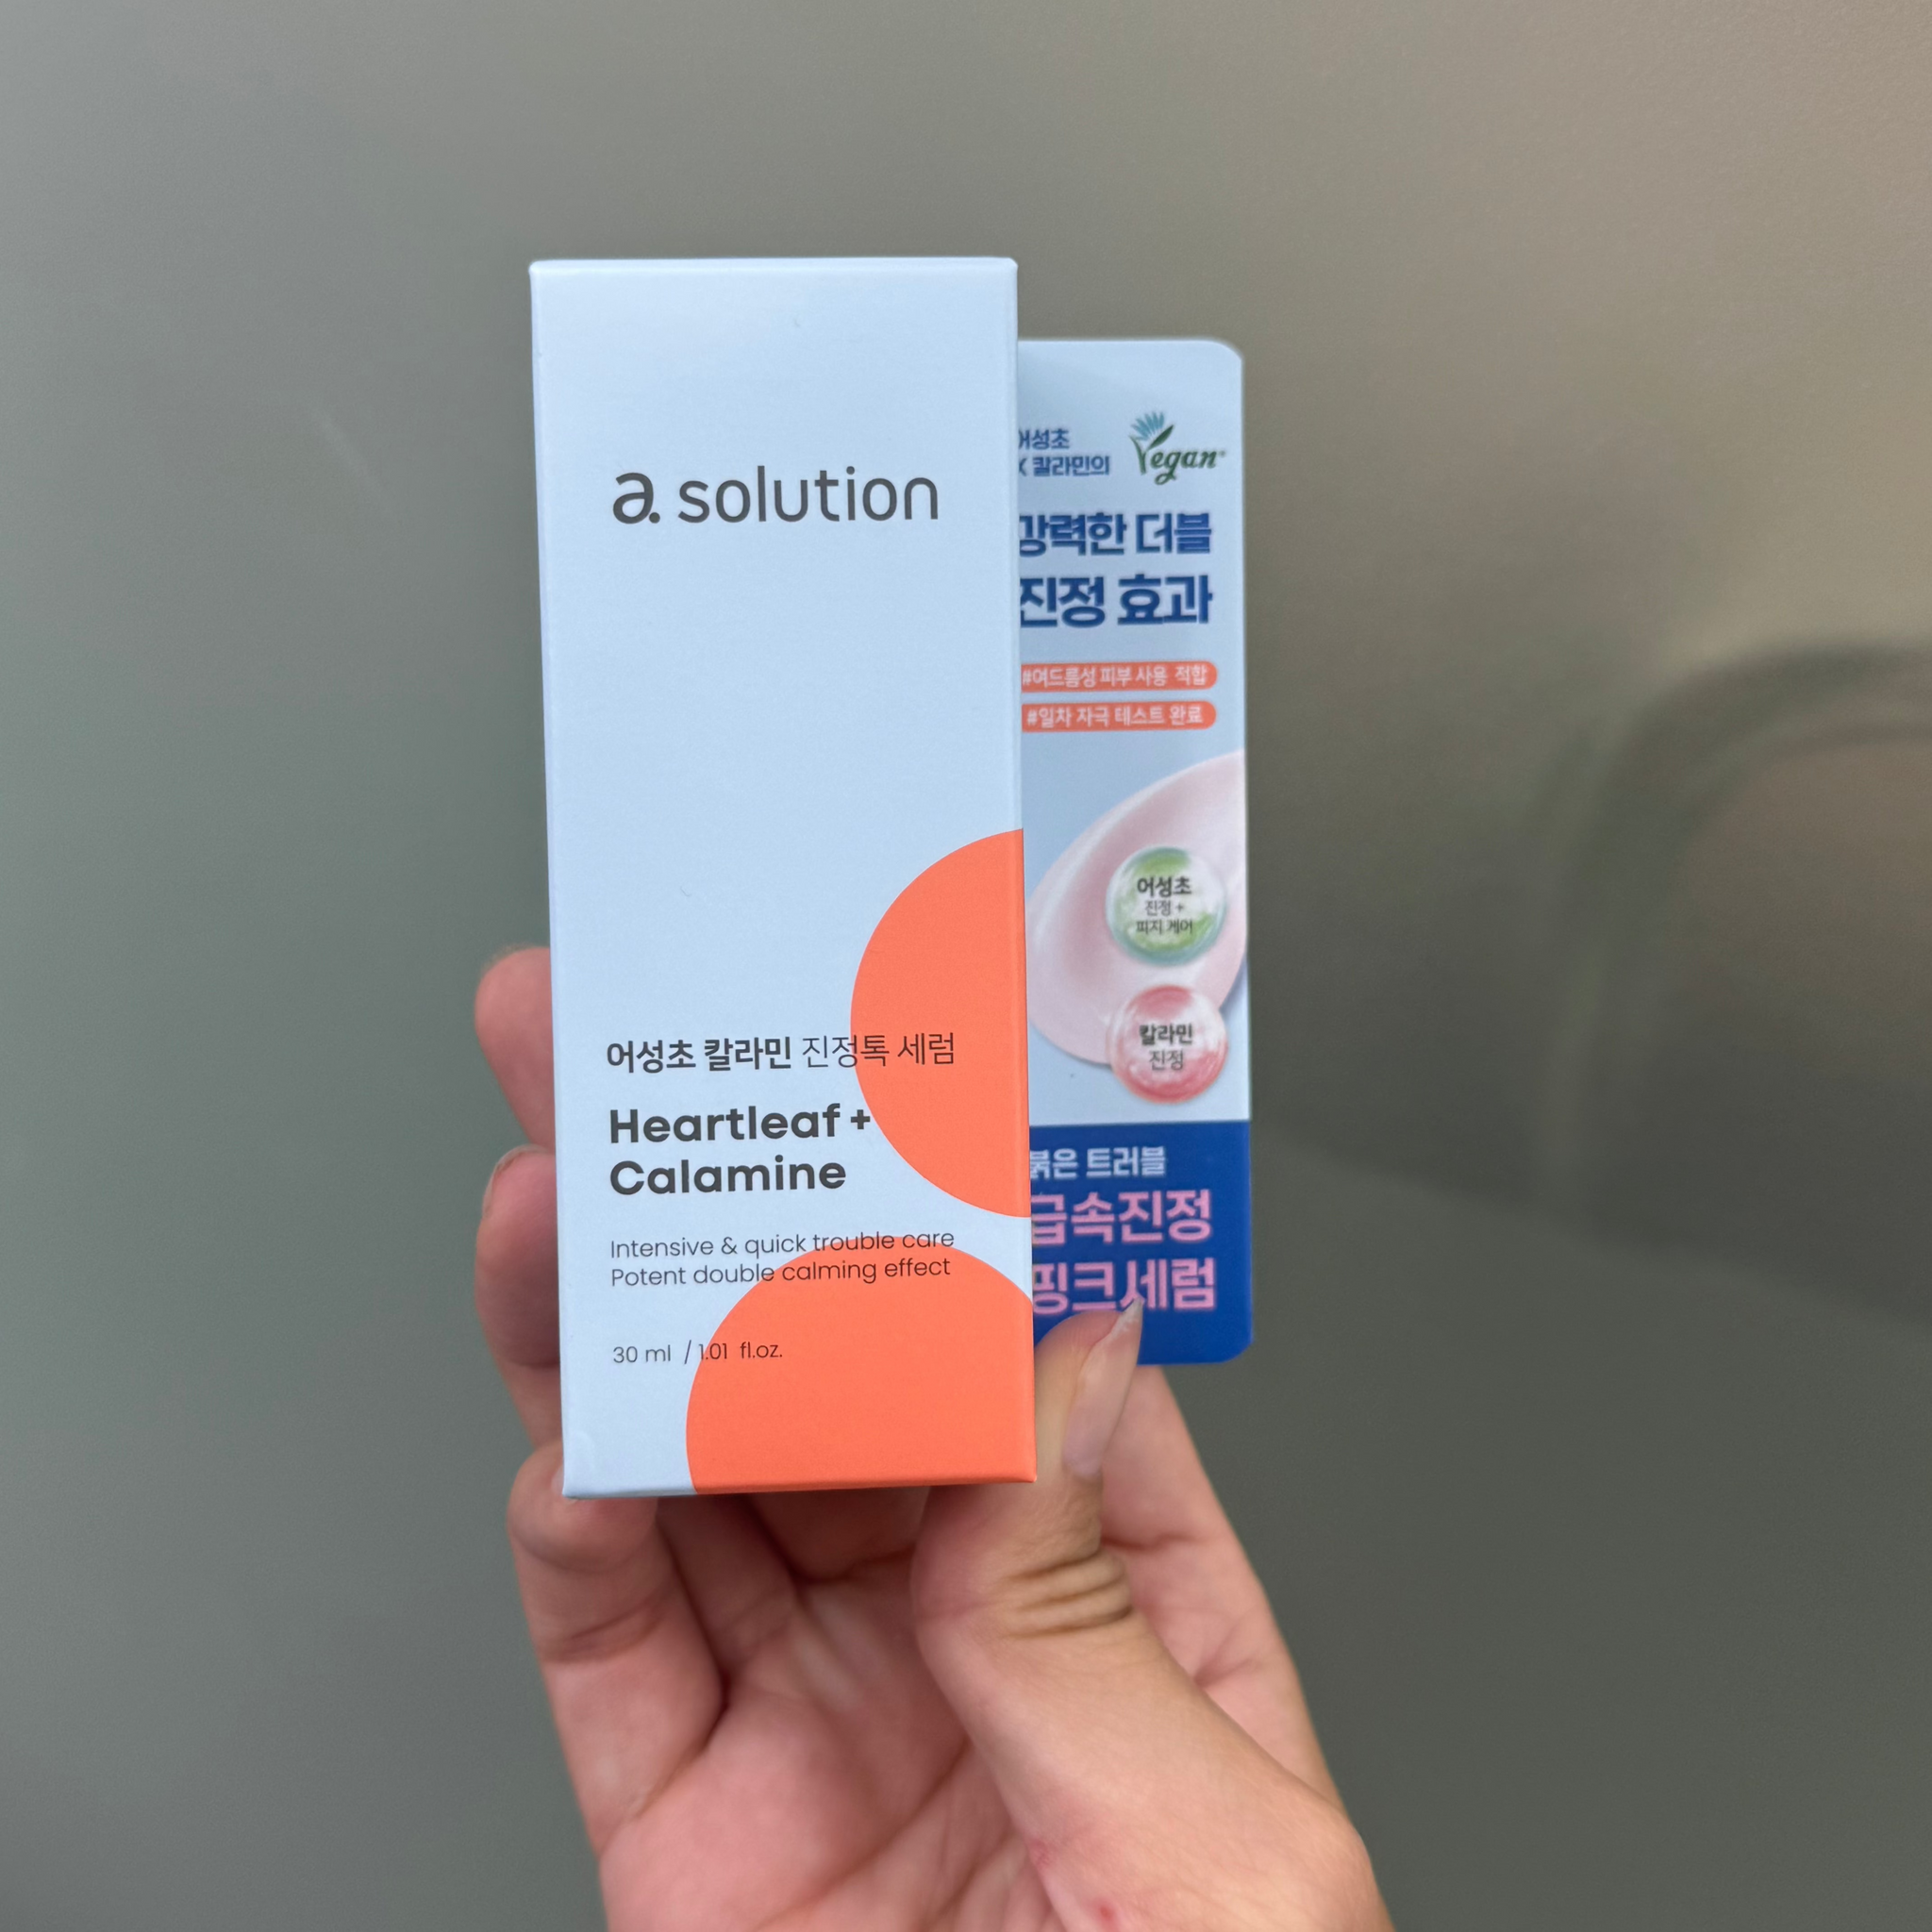 a. solution
어성초 칼라민 진정톡 세럼
Heartleaf +
Calamine
Intensive & quick trouble care
Potent double calming effect
30 ml / 1.01 fl.oz.
어성초
X 칼라민의
Vegan
강력한 더블
진정 효과
#여드름성 피부 사용 적합
#일차 자극 테스트 완료
어성초
진정 +
피지 케어
칼라민
진정
붉은 트러블
급속진정
핑크세럼